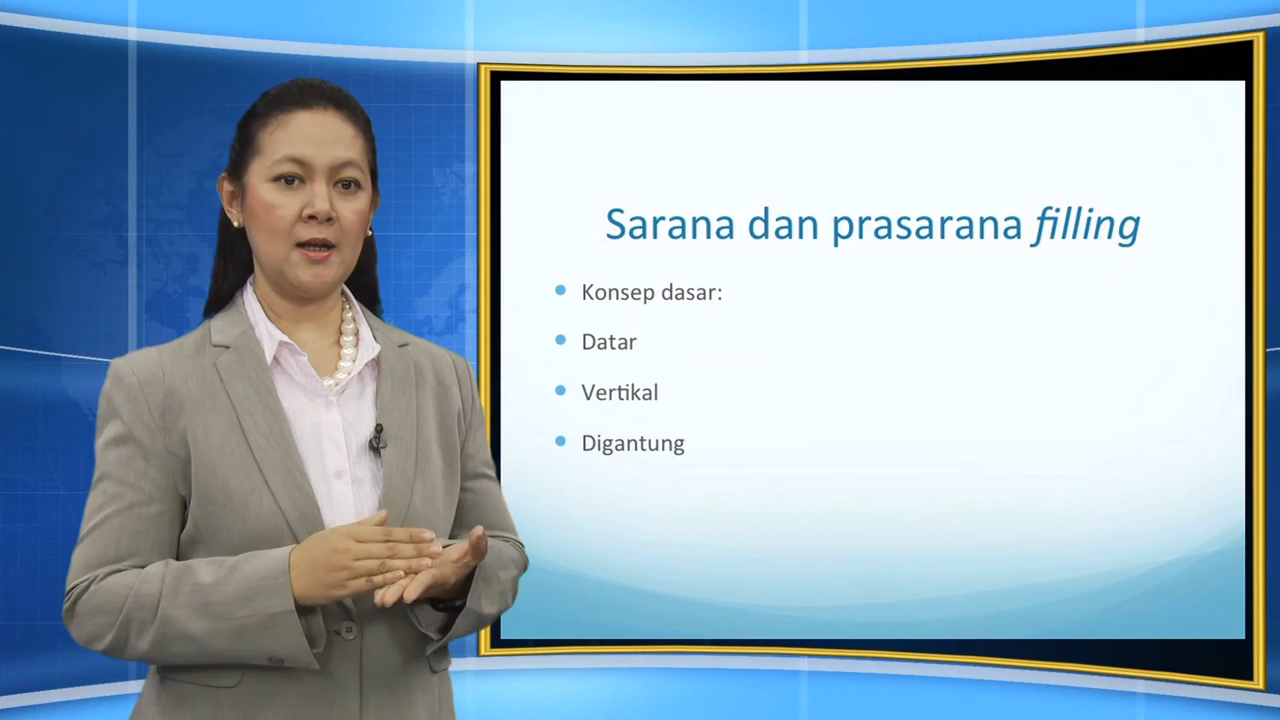 Sarana dan prasarana filling
Konsep dasar:
Datar
Vertikal
Digantung